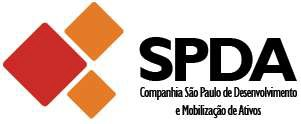 SPDA
Companhia São Paulo de Desenvolvimento
e Mobilização de Ativos